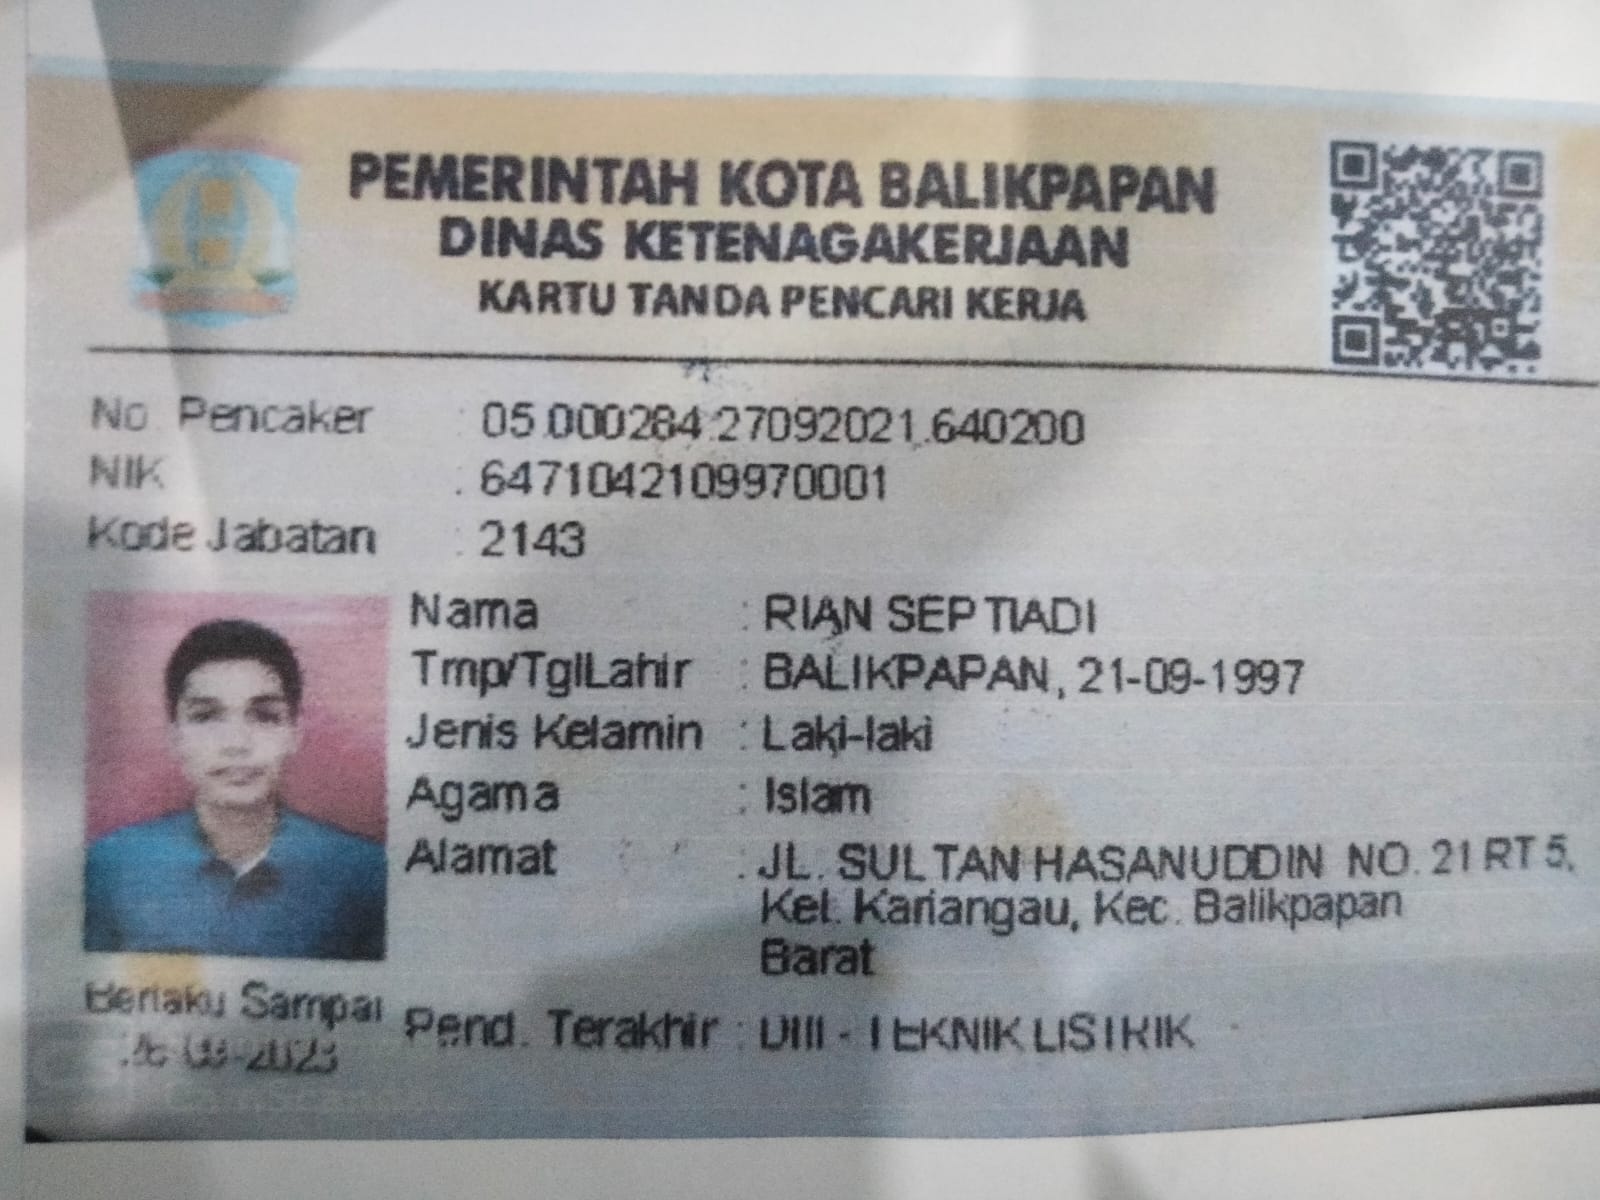 PEMERINTAH KOTA BALIKPAPAN
DINAS KETENAGAKERJAAN
KARTU TANDA PENCARI KERJA
No. Pencaker : 05.000284.27092021.640200
NIK : 6471042109970001
Kode Jabatan : 2143
Nama : RIAN SEPTIADI
Tmp/TglLahir : BALIKPAPAN, 21-09-1997
Jenis Kelamin : Laki-laki
Agama : Islam
Alamat : JL. SULTAN HASANUDDIN NO. 21 RT 5,
Kel. Kariangau, Kec. Balikpapan
Barat
Pend. Terakhir : DIII - TEKNIK LISTRIK
Berlaku Sampai